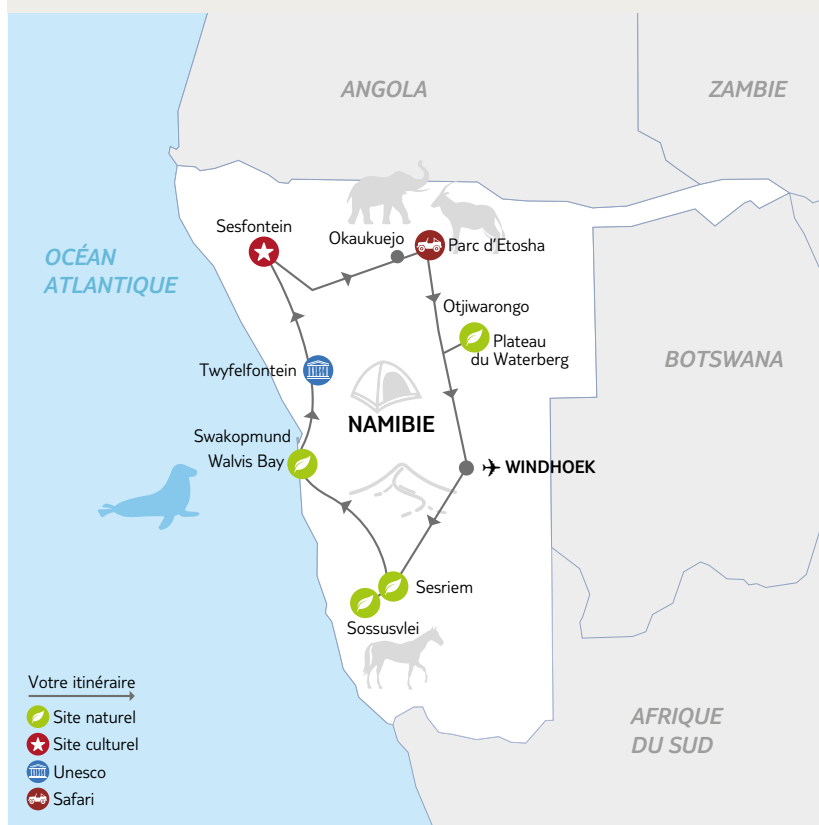 ANGOLA
ZAMBIE
Sesfontein
Okaukuejo
Parc d'Etosha
OCÉAN
ATLANTIQUE
Otjiwarongo
Plateau
du Waterberg
BOTSWANA
Twyfelfontein
NAMIBIE
Swakopmund
Walvis Bay
WINDHOEK
Sesriem
Sossusvlei
Votre itinéraire
Site naturel
Site culturel
Unesco
Safari
AFRIQUE
DU SUD